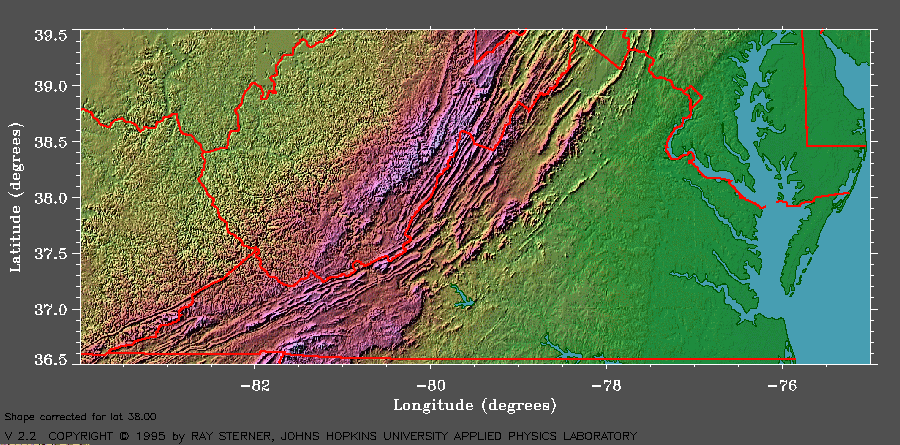 39.5
39.0
38.5
38.0
37.5
37.0
36.5
Latitude (degrees)
-82 -80 -78 -76
Longitude (degrees)
Shape corrected for lat 38.00
V 2.2 COPYRIGHT © 1995 by RAY STERNER, JOHNS HOPKINS UNIVERSITY APPLIED PHYSICS LABORATORY